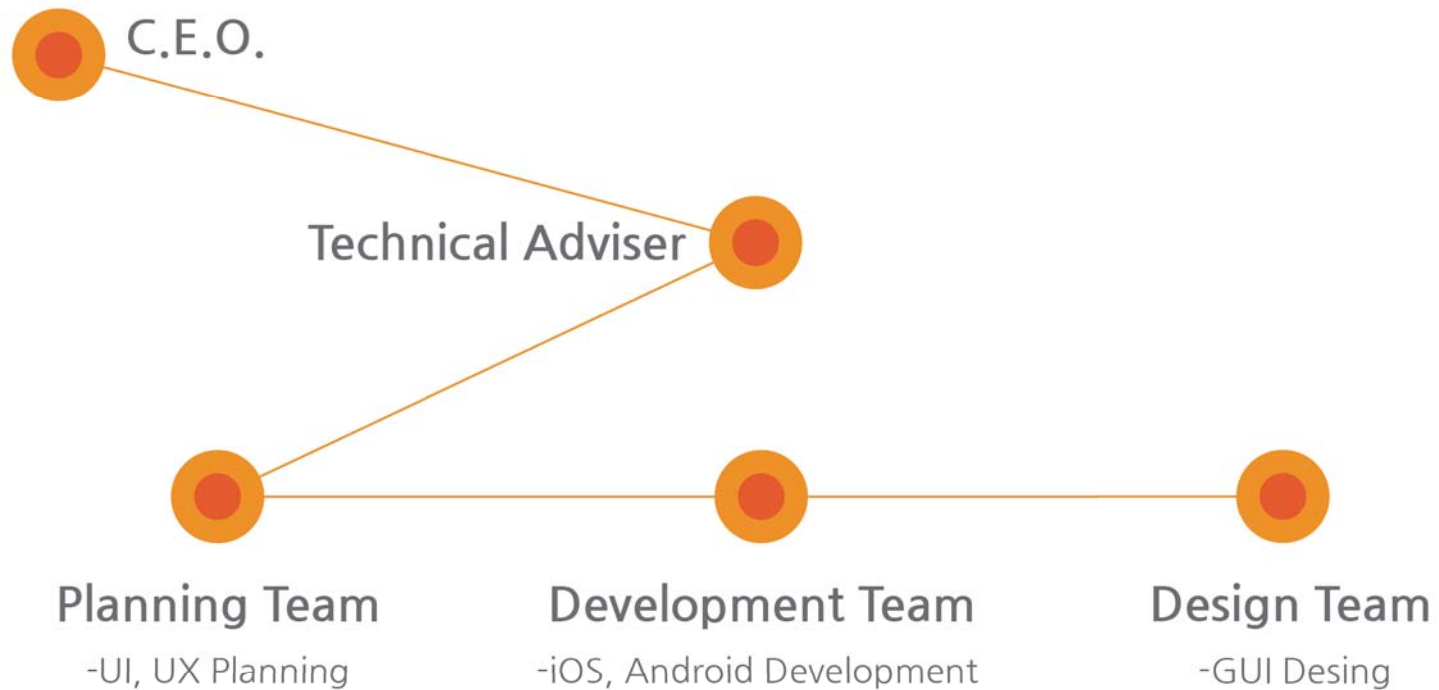 C.E.O.
Technical Adviser
Planning Team
-UI, UX Planning
Development Team
-iOS, Android Development
Design Team
-GUI Desing